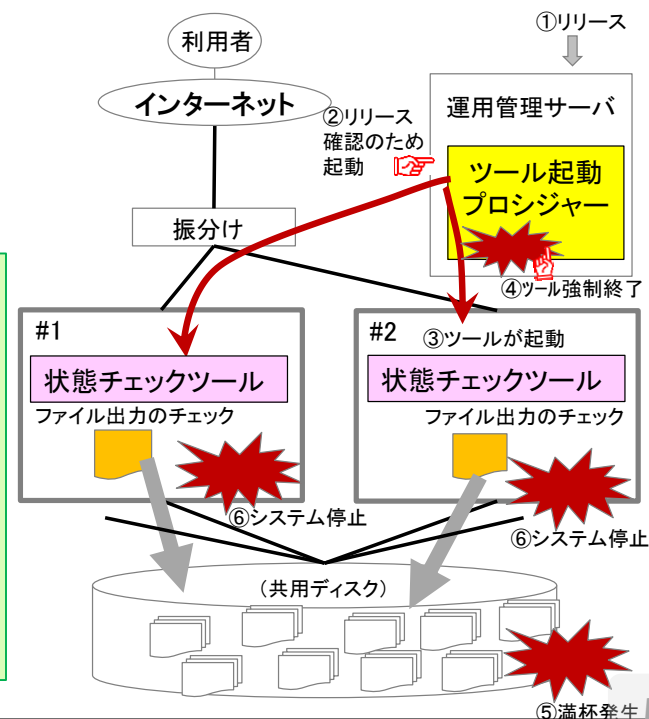 ①リリース
利用者
インターネット
運用管理サーバ
②リリース
確認のため
起動
ツール起動
プロシジャー
振分け
④ツール強制終了
#1
#2
③ツールが起動
状態チェックツール
状態チェックツール
ファイル出力のチェック
ファイル出力のチェック
⑥システム停止
⑥システム停止
(共用ディスク)
⑤満杯発生